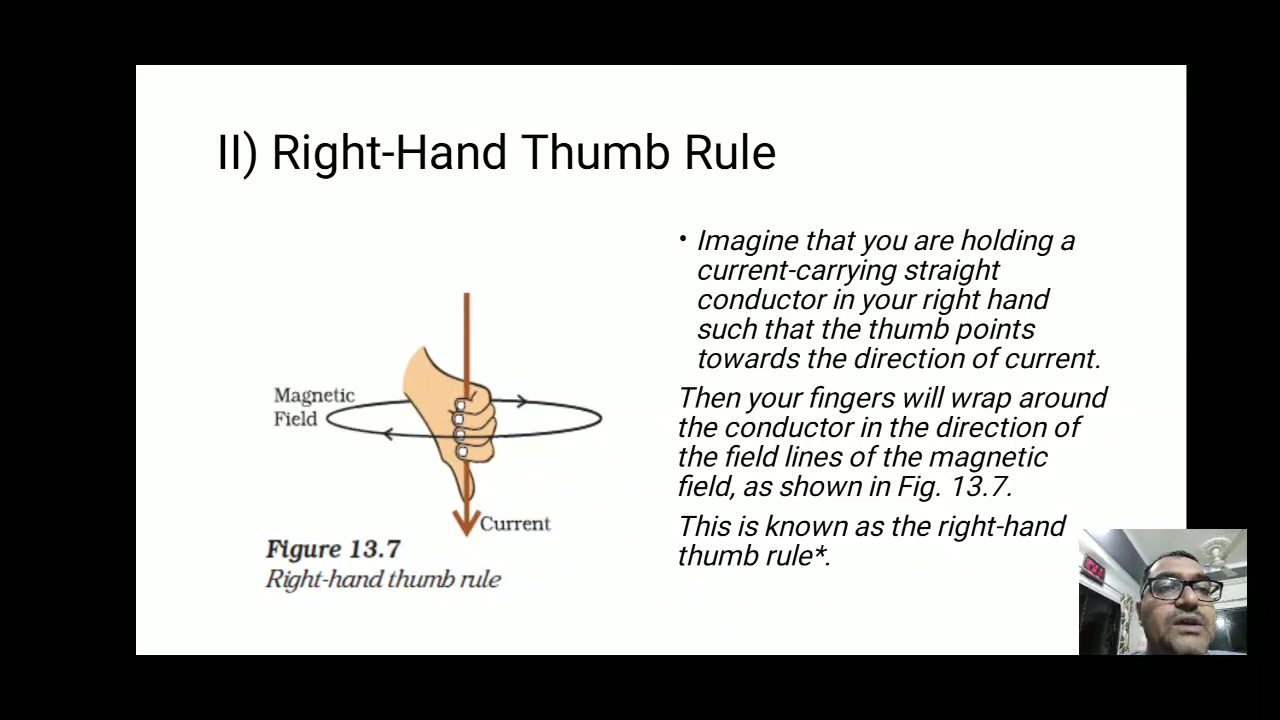 II) Right-Hand Thumb Rule
• Imagine that you are holding a
current-carrying straight
conductor in your right hand
such that the thumb points
towards the direction of current.
Then your fingers will wrap around
the conductor in the direction of
the field lines of the magnetic
field, as shown in Fig. 13.7.
This is known as the right-hand
thumb rule*.
Magnetic
Field
Current
Figure 13.7
Right-hand thumb rule